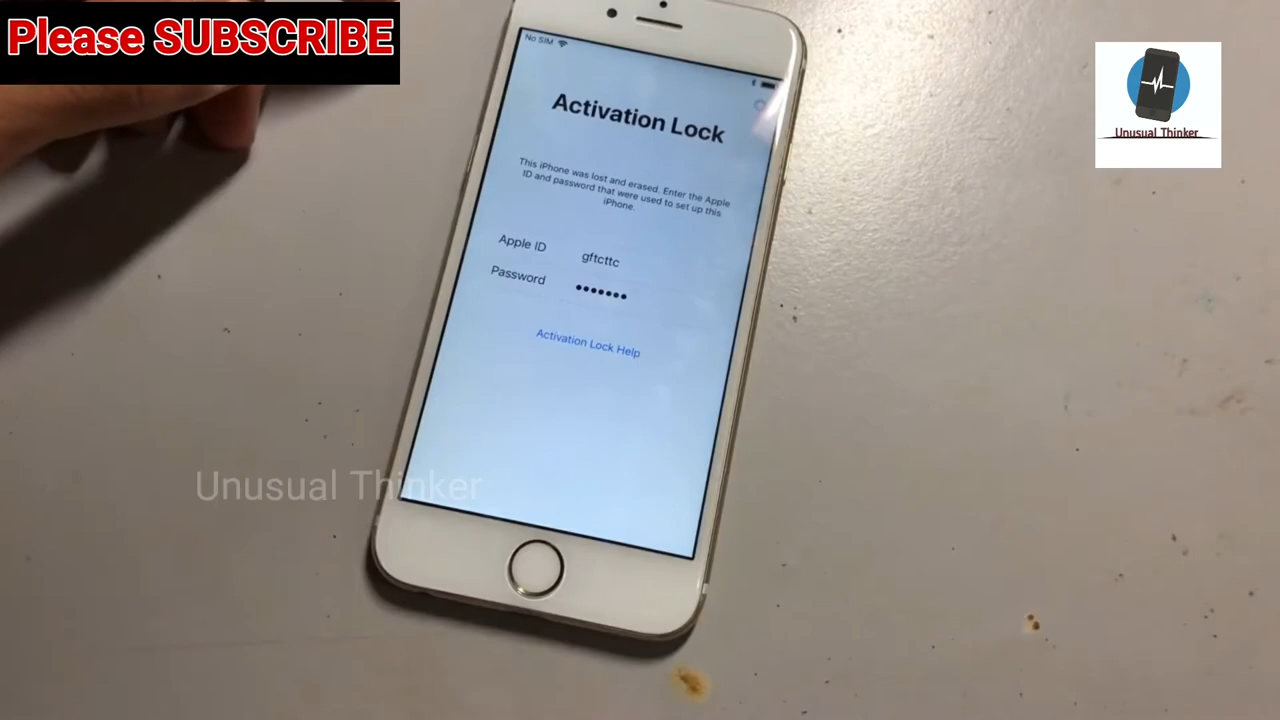 Please SUBSCRIBE
Unusual Thinker
No SIM
Activation Lock
This iPhone was lost and erased. Enter the Apple
ID and password that were used to set up this
iPhone.
Apple ID gftcttc
Password •••••••
Activation Lock Help
Unusual Thinker